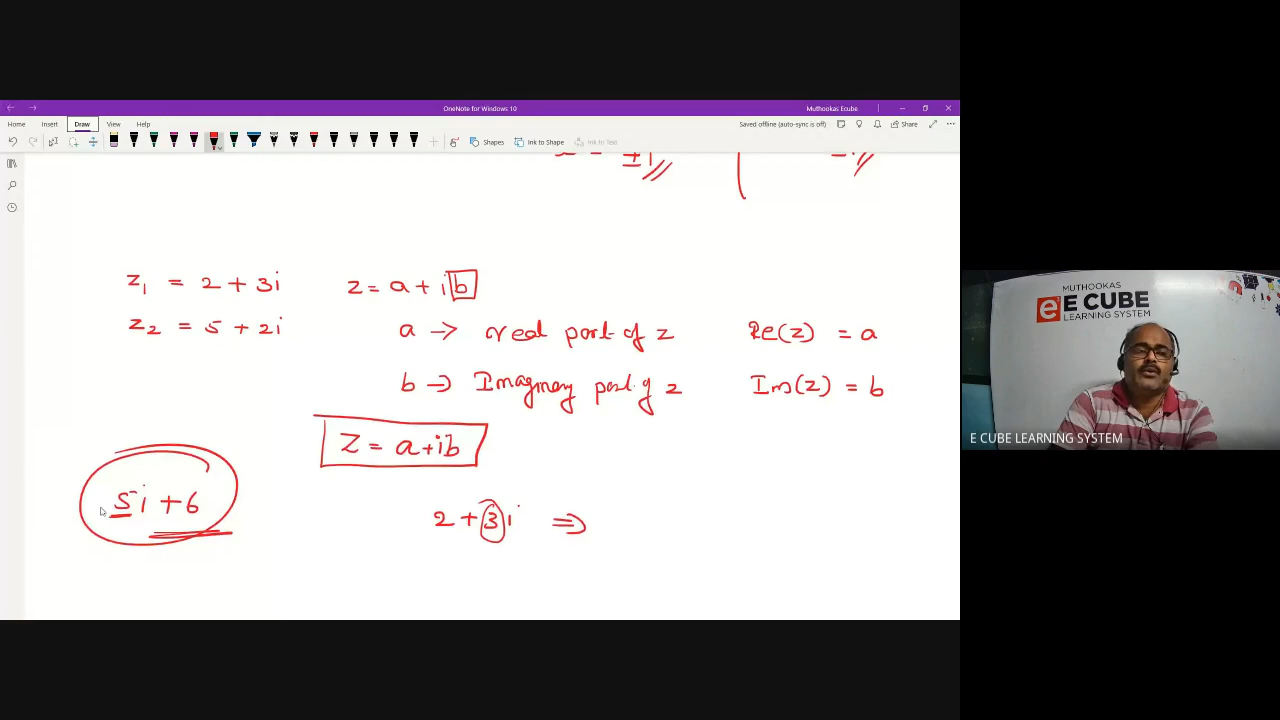 OneNote for Windows 10
Muthookas Ecube
Home Insert Draw View Help
Saved offline (auto-sync is off)
Share
Shapes
Ink to Shape
Ink to Text
±1
±i
z1 = 2 + 3i
z = a + ib
z2 = 5 + 2i
a → real part of z
Re(z) = a
b → Imaginary part of z
Im(z) = b
Z = a+ib
5i + 6
2 + 3i ⇒
MUTHOOKAS
e E CUBE
LEARNING SYSTEM
E CUBE LEARNING SYSTEM